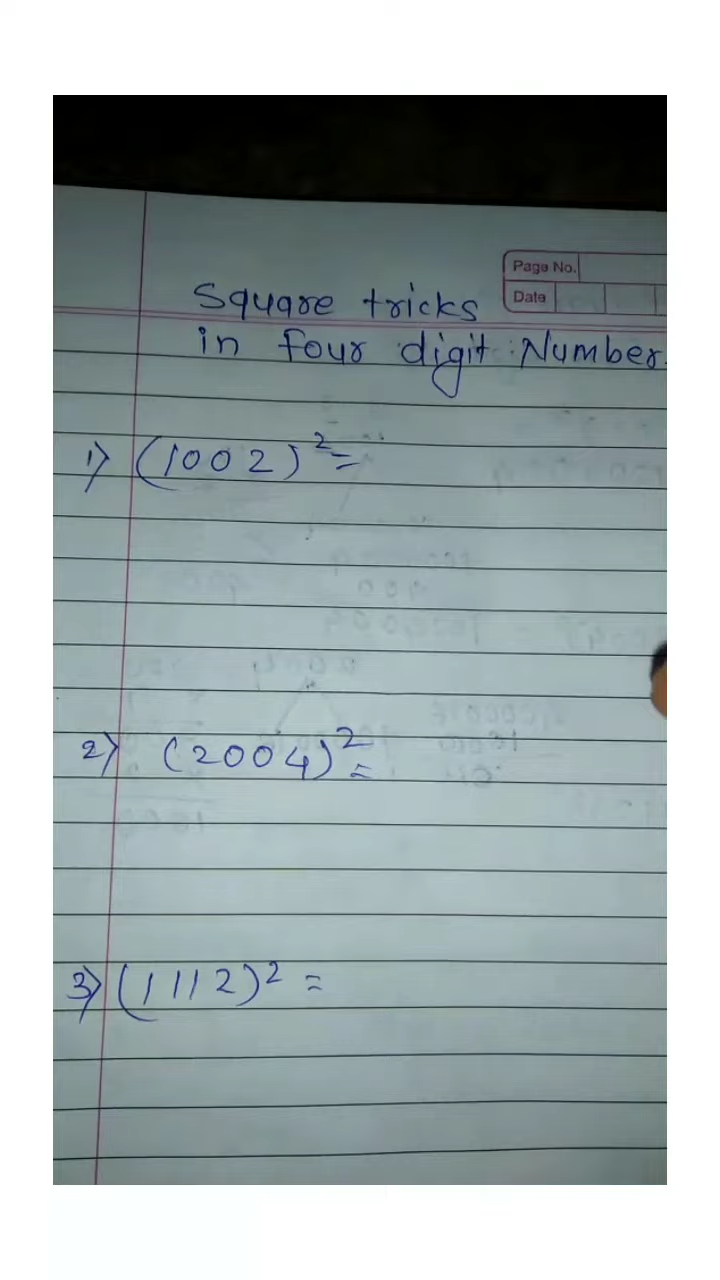 Page No.
Date
Square tricks
in four digit Number.
1) (1002)² =
2) (2004)² =
3) (1112)² =